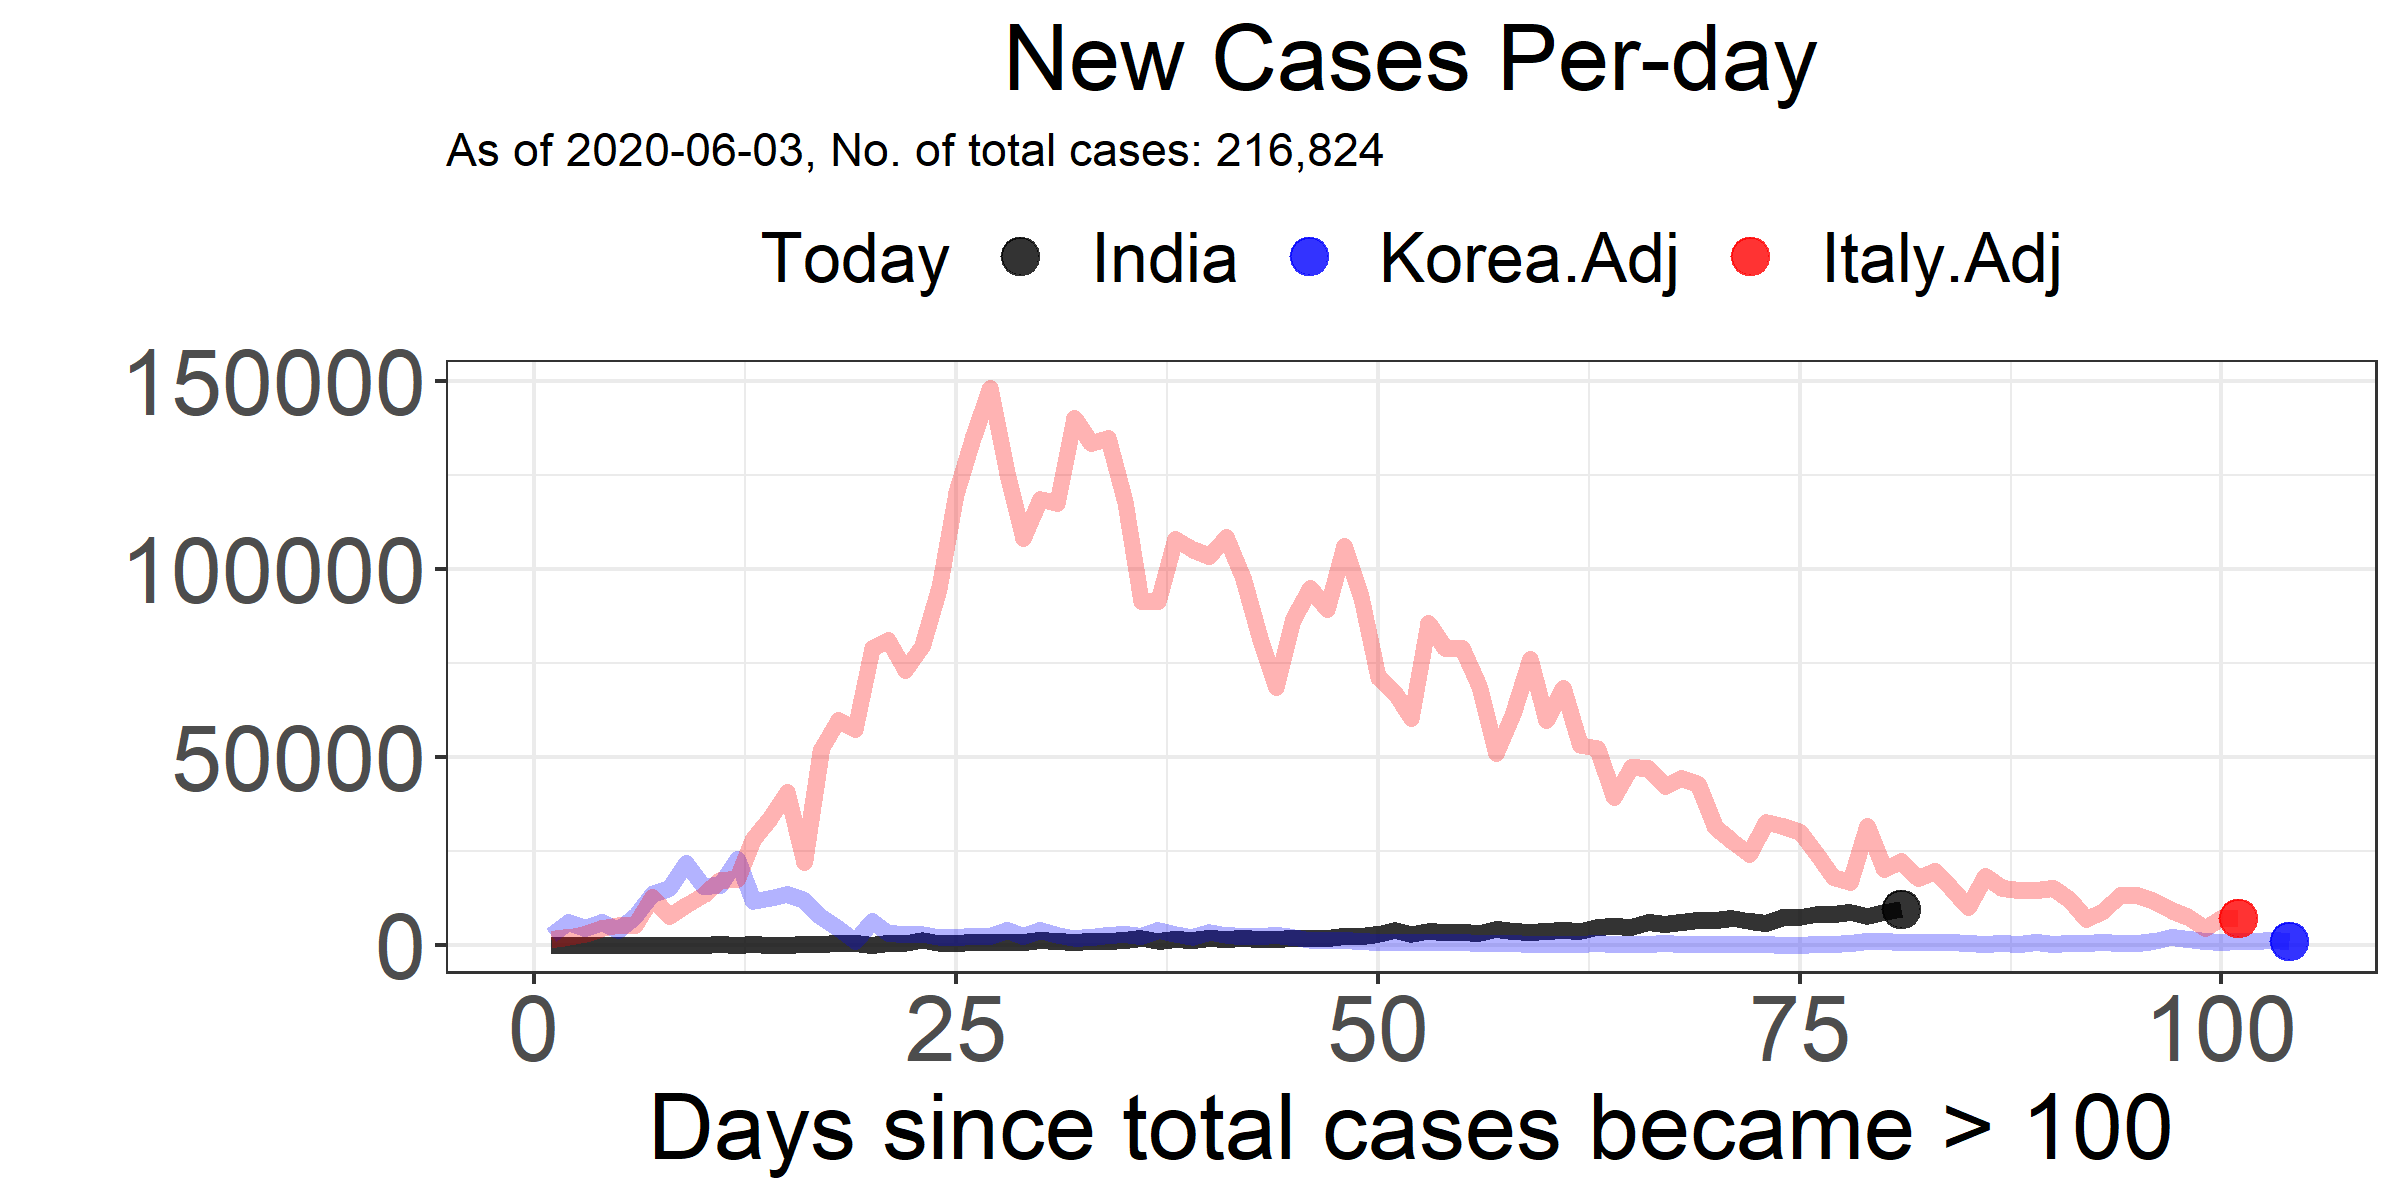 New Cases Per-day
As of 2020-06-03, No. of total cases: 216,824
Today India Korea.Adj Italy.Adj
150000
100000
50000
0
0 25 50 75 100
Days since total cases became > 100